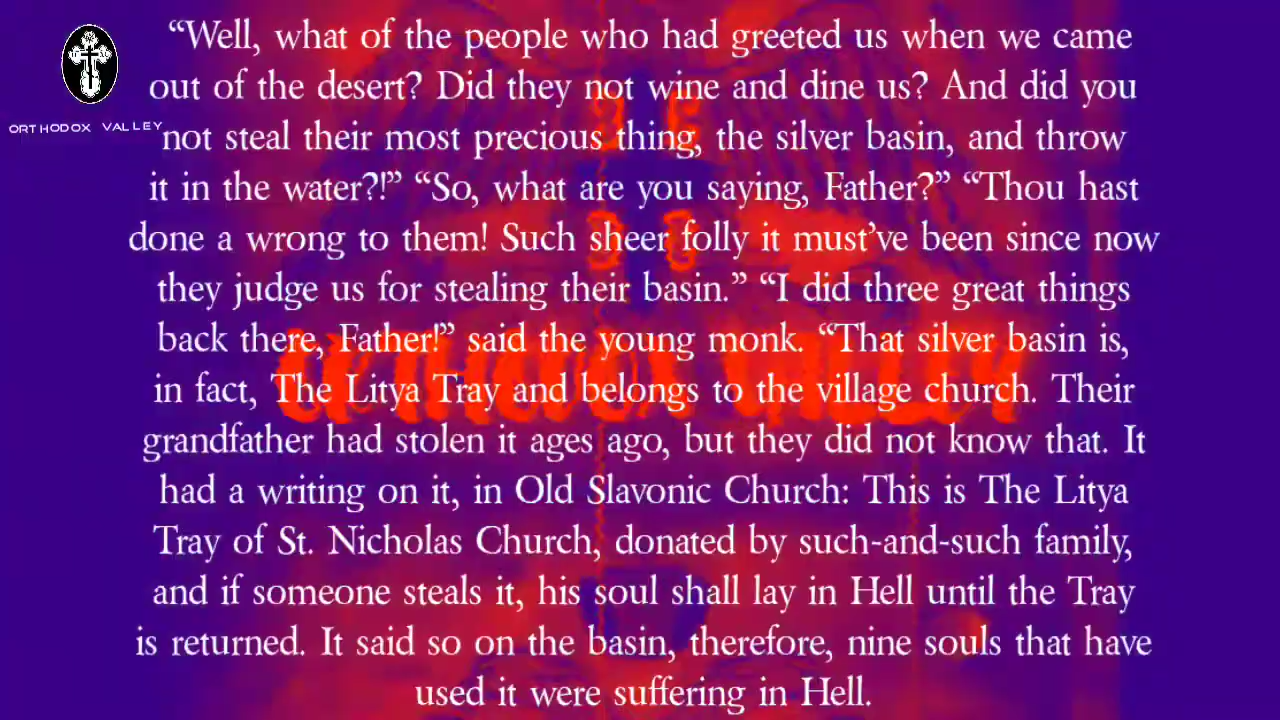 “Well, what of the people who had greeted us when we came
out of the desert? Did they not wine and dine us? And did you
not steal their most precious thing, the silver basin, and throw
it in the water?!” “So, what are you saying, Father?” “Thou hast
done a wrong to them! Such sheer folly it must’ve been since now
they judge us for stealing their basin.” “I did three great things
back there, Father!” said the young monk. “That silver basin is,
in fact, The Litya Tray and belongs to the village church. Their
grandfather had stolen it ages ago, but they did not know that. It
had a writing on it, in Old Slavonic Church: This is The Litya
Tray of St. Nicholas Church, donated by such-and-such family,
and if someone steals it, his soul shall lay in Hell until the Tray
is returned. It said so on the basin, therefore, nine souls that have
used it were suffering in Hell.
ORTHODOX VALLEY
ORTHODOX VALLEY